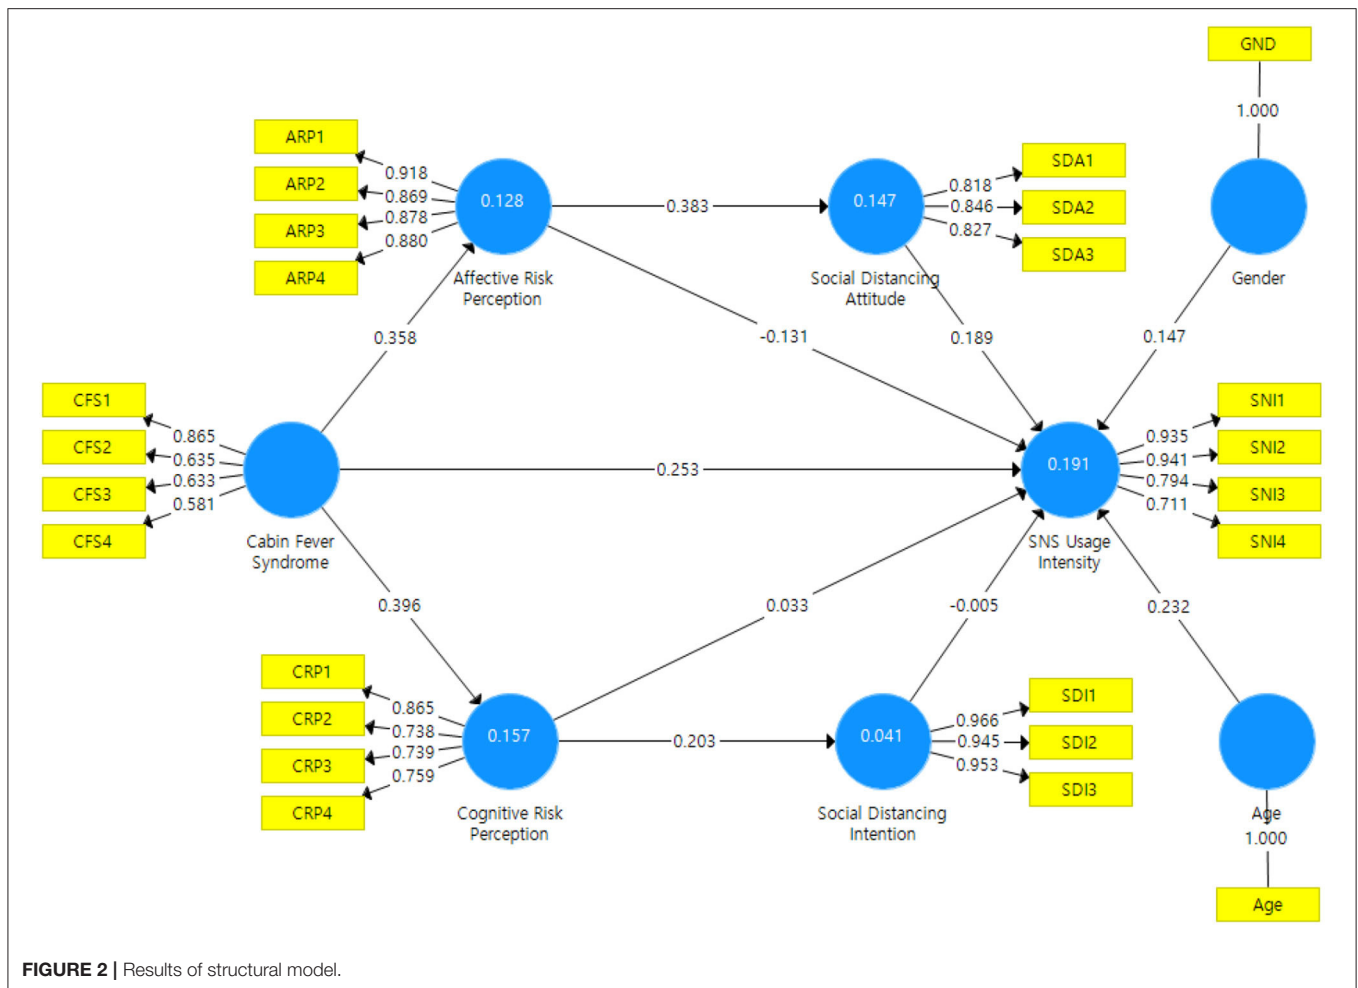 GND
1.000
ARP1
ARP2
ARP3
ARP4
0.918
0.869
0.878
0.880
0.128
Affective Risk
Perception
0.383
0.147
Social Distancing
Attitude
0.818
0.846
0.827
SDA1
SDA2
SDA3
Gender
0.358
-0.131
0.189
0.147
CFS1
CFS2
CFS3
CFS4
0.865
0.635
0.633
0.581
Cabin Fever
Syndrome
0.253
0.191
SNS Usage
Intensity
0.935
0.941
0.794
0.711
SNI1
SNI2
SNI3
SNI4
0.396
0.033
-0.005
0.232
CRP1
CRP2
CRP3
CRP4
0.865
0.738
0.739
0.759
0.157
Cognitive Risk
Perception
0.203
0.041
Social Distancing
Intention
0.966
0.945
0.953
SDI1
SDI2
SDI3
Age
1.000
Age
FIGURE 2 | Results of structural model.